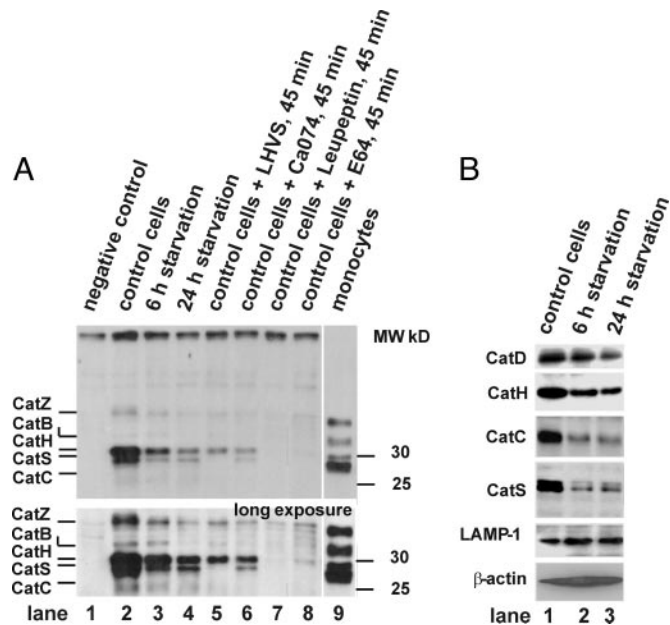 A
negative control
control cells
6 h starvation
24 h starvation
control cells + LHVS, 45 min
control cells + Ca074, 45 min
control cells + Leupeptin, 45 min
control cells + E64, 45 min
monocytes
MW kD
CatZ
CatB
CatH
CatS
CatC
30
25
long exposure
CatZ
CatB
CatH
CatS
CatC
30
25
lane 1 2 3 4 5 6 7 8 9
B
control cells
6 h starvation
24 h starvation
CatD
CatH
CatC
CatS
LAMP-1
β-actin
lane 1 2 3